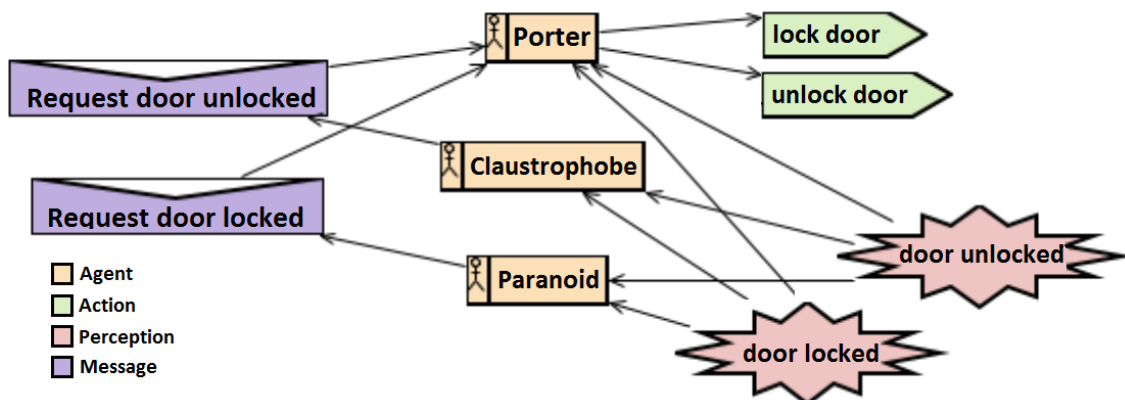 Porter
lock door
unlock door
Request door unlocked
Claustrophobe
Request door locked
door unlocked
Paranoid
door locked
Agent
Action
Perception
Message